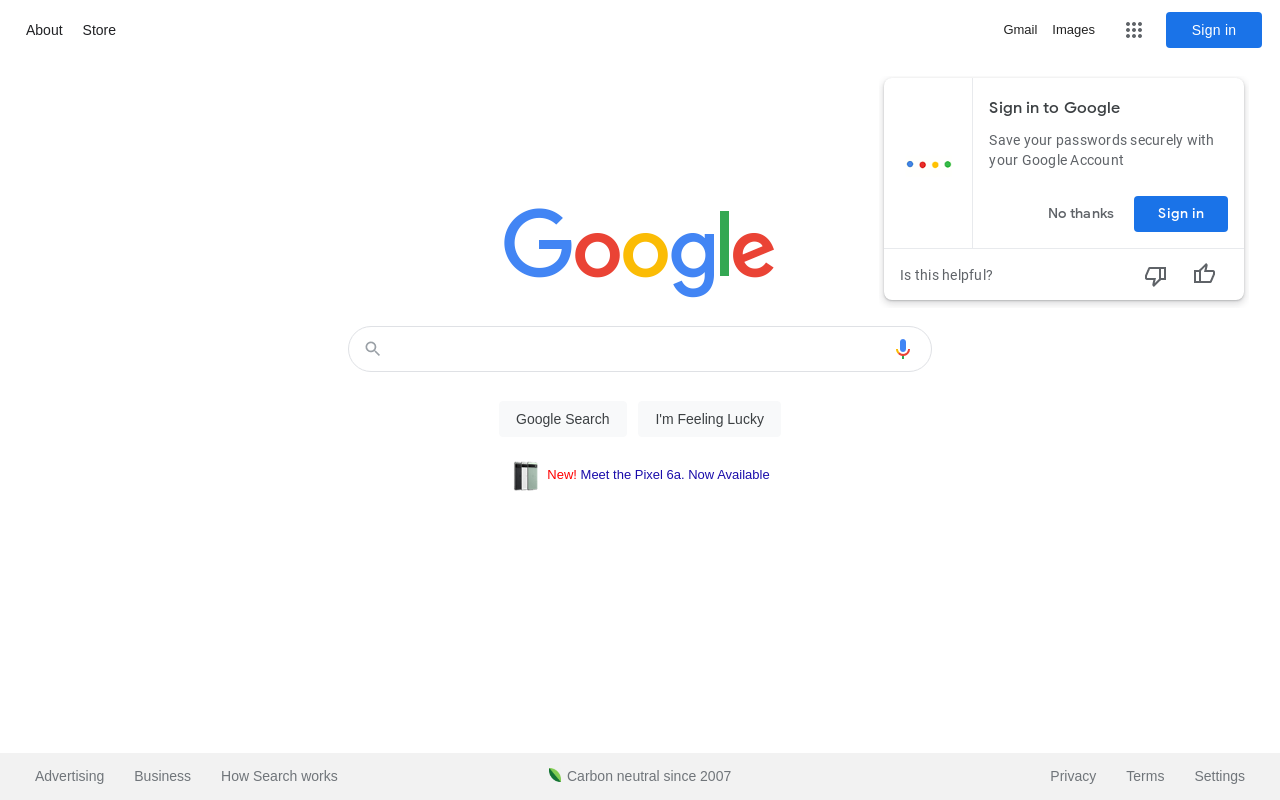 About Store
Gmail Images Sign in
Sign in to Google
Save your passwords securely with
your Google Account
No thanks Sign in
Is this helpful?
Google
Google Search I'm Feeling Lucky
New! Meet the Pixel 6a. Now Available
Advertising Business How Search works
Carbon neutral since 2007
Privacy Terms Settings